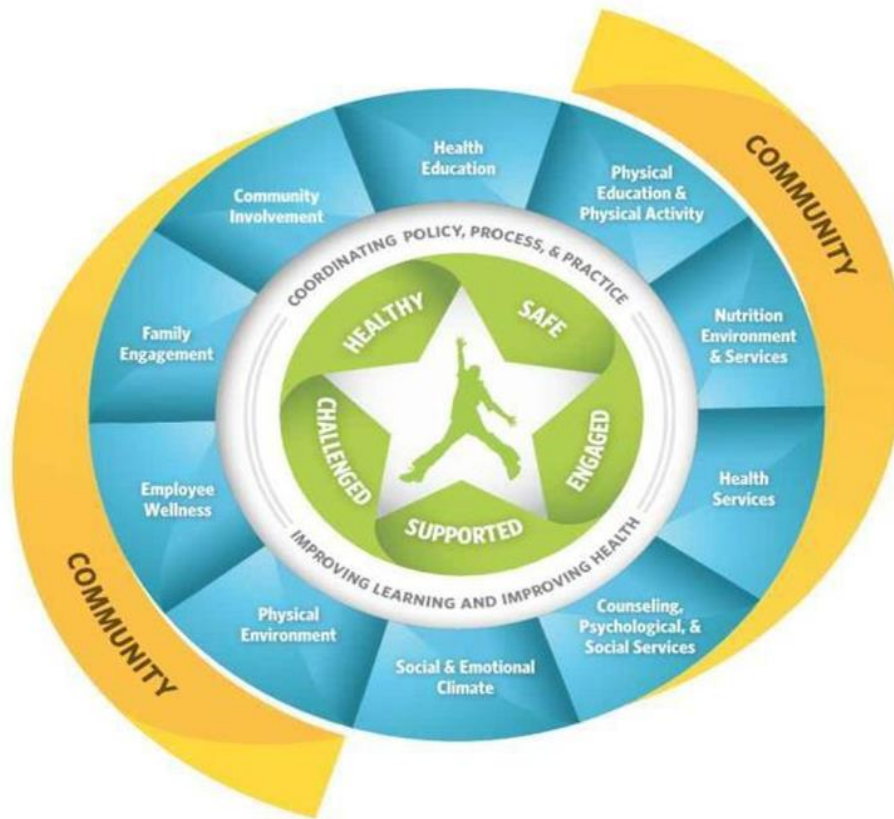 COMMUNITY
Health
Education
Physical
Education &
Physical Activity
Nutrition
Environment
& Services
Health
Services
Counseling,
Psychological, &
Social Services
Social & Emotional
Climate
Physical
Environment
Employee
Wellness
Family
Engagement
Community
Involvement
COORDINATING POLICY, PROCESS, & PRACTICE
IMPROVING LEARNING AND IMPROVING HEALTH
HEALTHY
SAFE
ENGAGED
SUPPORTED
CHALLENGED
COMMUNITY